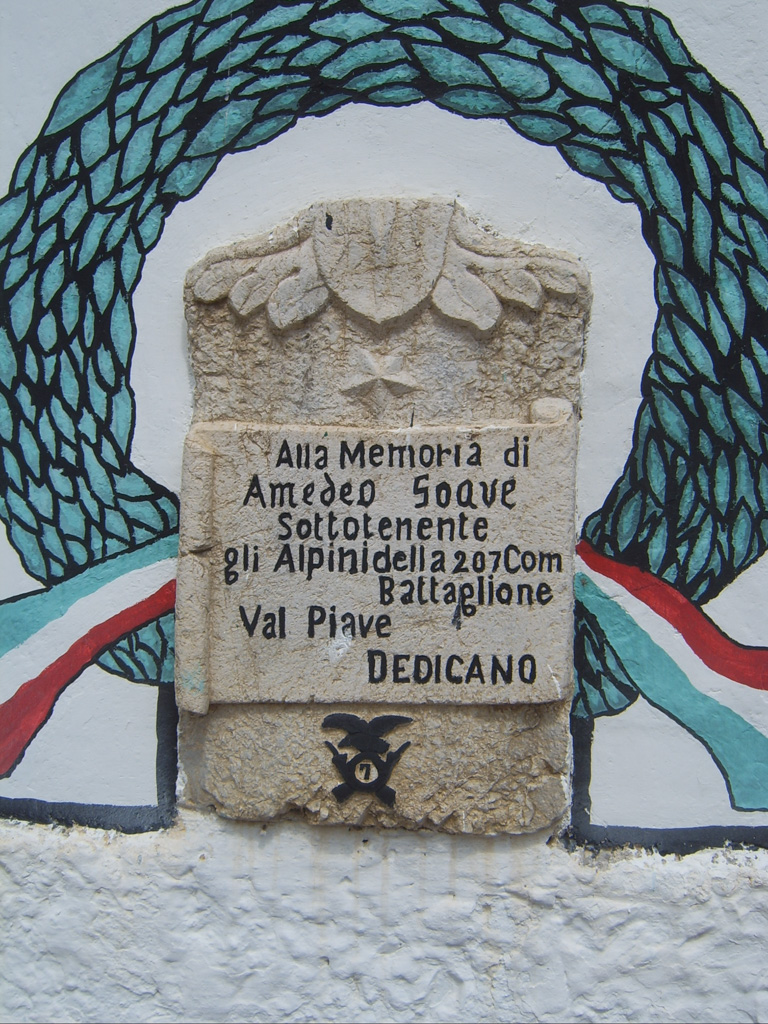 Alla Memoria di
Amedeo Soave
Sottotenente
gli Alpini della 207 Com
Battaglione
Val Piave
DEDICANO
7